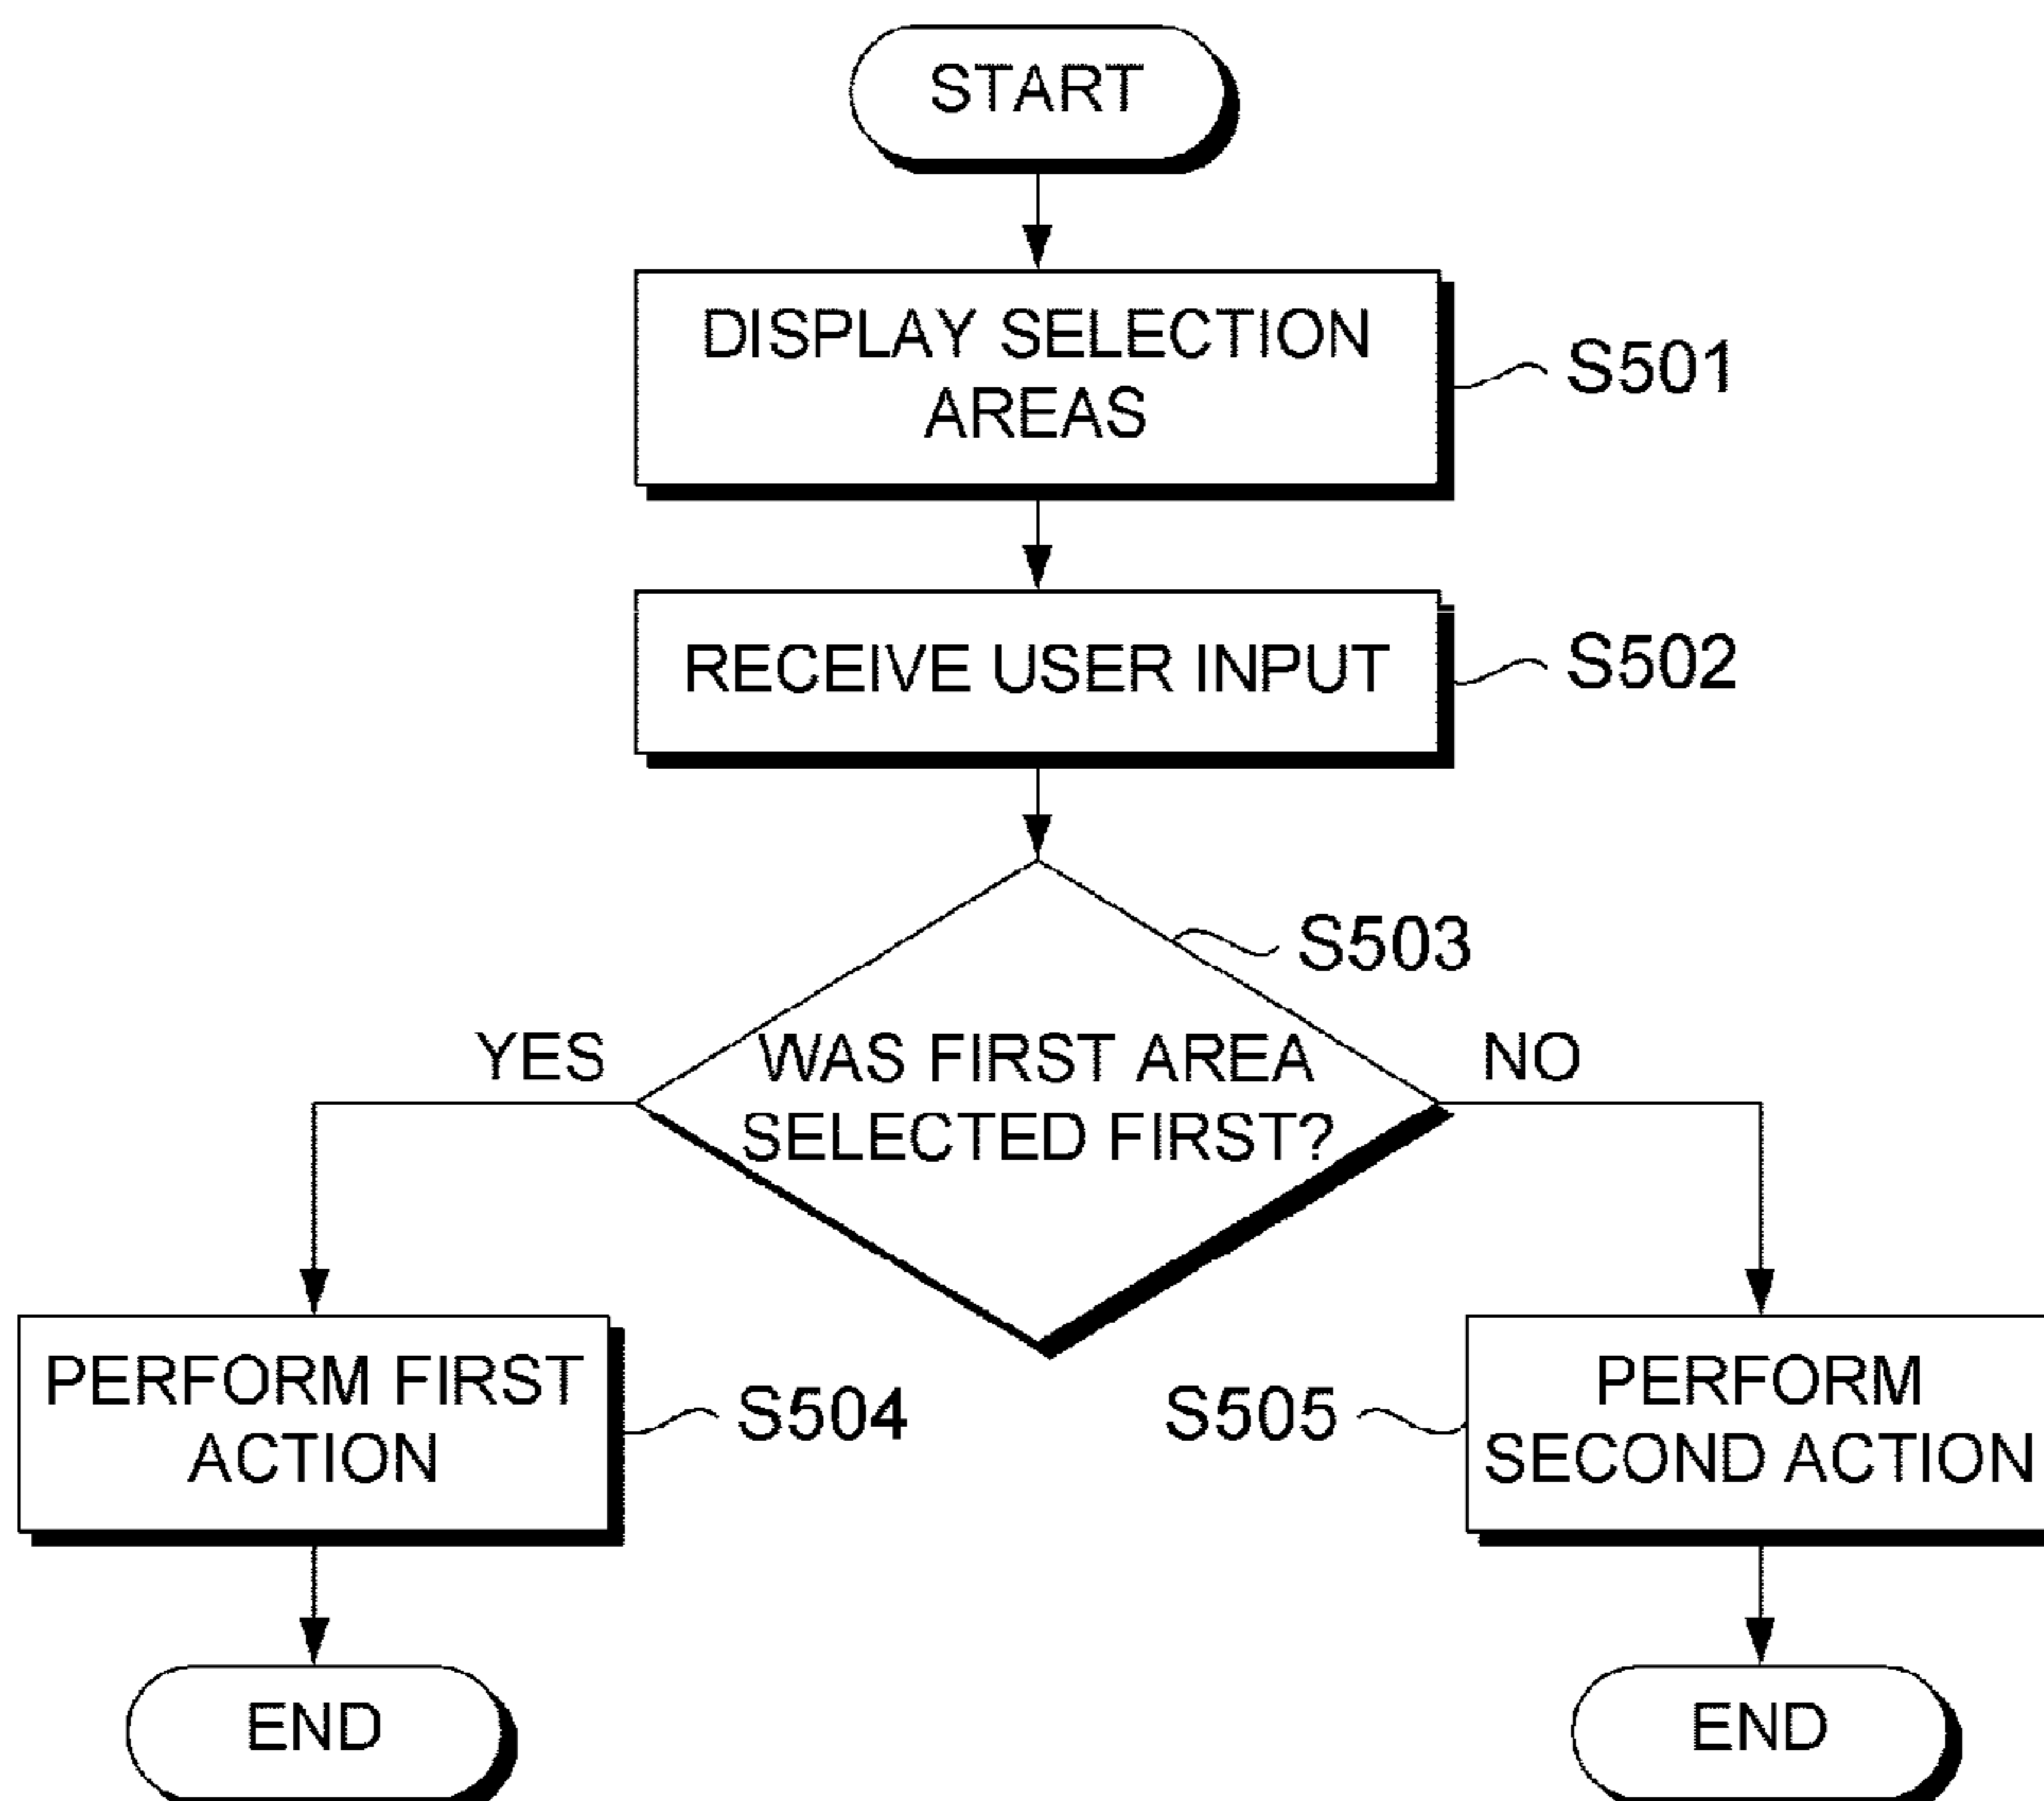 START
DISPLAY SELECTION
AREAS
S501
RECEIVE USER INPUT
S502
S503
YES
WAS FIRST AREA
SELECTED FIRST?
NO
PERFORM FIRST
ACTION
S504
S505
PERFORM
SECOND ACTION
END
END